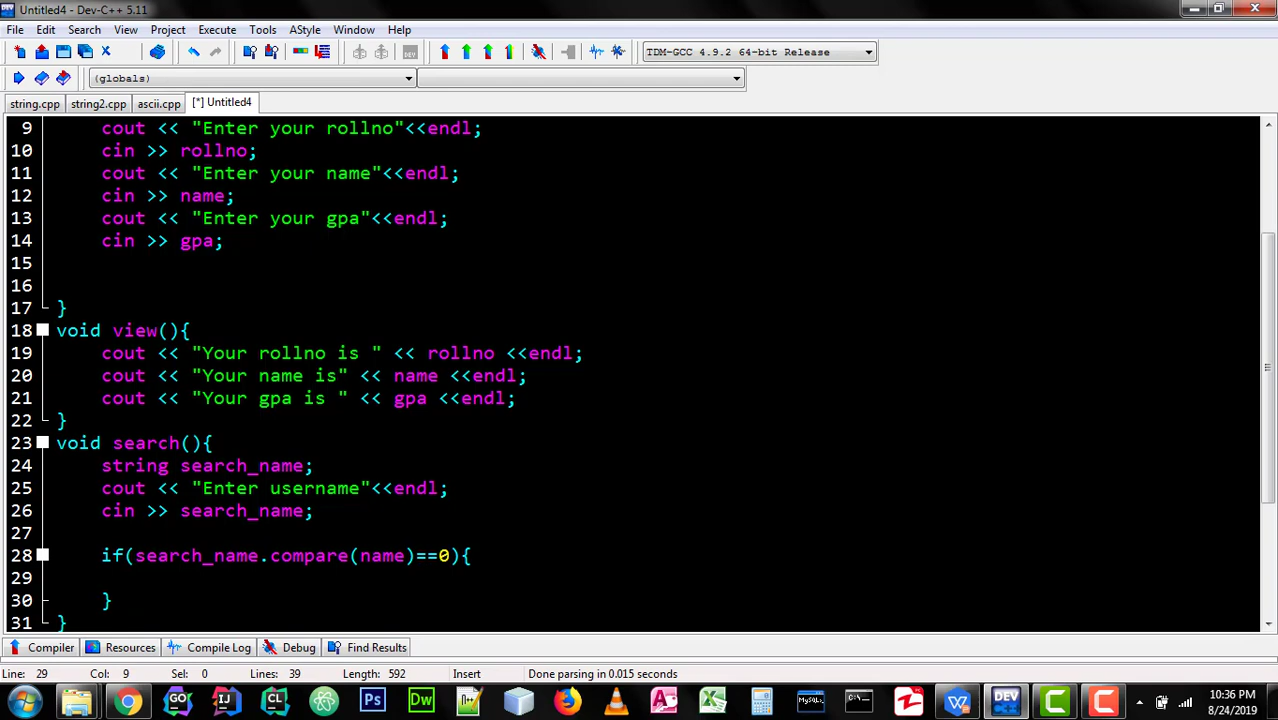 Untitled4 - Dev-C++ 5.11
File Edit Search View Project Execute Tools AStyle Window Help
TDM-GCC 4.9.2 64-bit Release
(globals)
string.cpp string2.cpp ascii.cpp [*] Untitled4
9 cout << "Enter your rollno"<<endl;
10 cin >> rollno;
11 cout << "Enter your name"<<endl;
12 cin >> name;
13 cout << "Enter your gpa"<<endl;
14 cin >> gpa;
15
16
17 }
18 void view(){
19 cout << "Your rollno is " << rollno <<endl;
20 cout << "Your name is" << name <<endl;
21 cout << "Your gpa is " << gpa <<endl;
22 }
23 void search(){
24 string search_name;
25 cout << "Enter username"<<endl;
26 cin >> search_name;
27
28 if(search_name.compare(name)==0){
29
30 }
31 }
Compiler Resources Compile Log Debug Find Results
Line: 29 Col: 9 Sel: 0 Lines: 39 Length: 592 Insert Done parsing in 0.015 seconds
GO IJ CL Ps Dw DEV C C
10:36 PM
8/24/2019